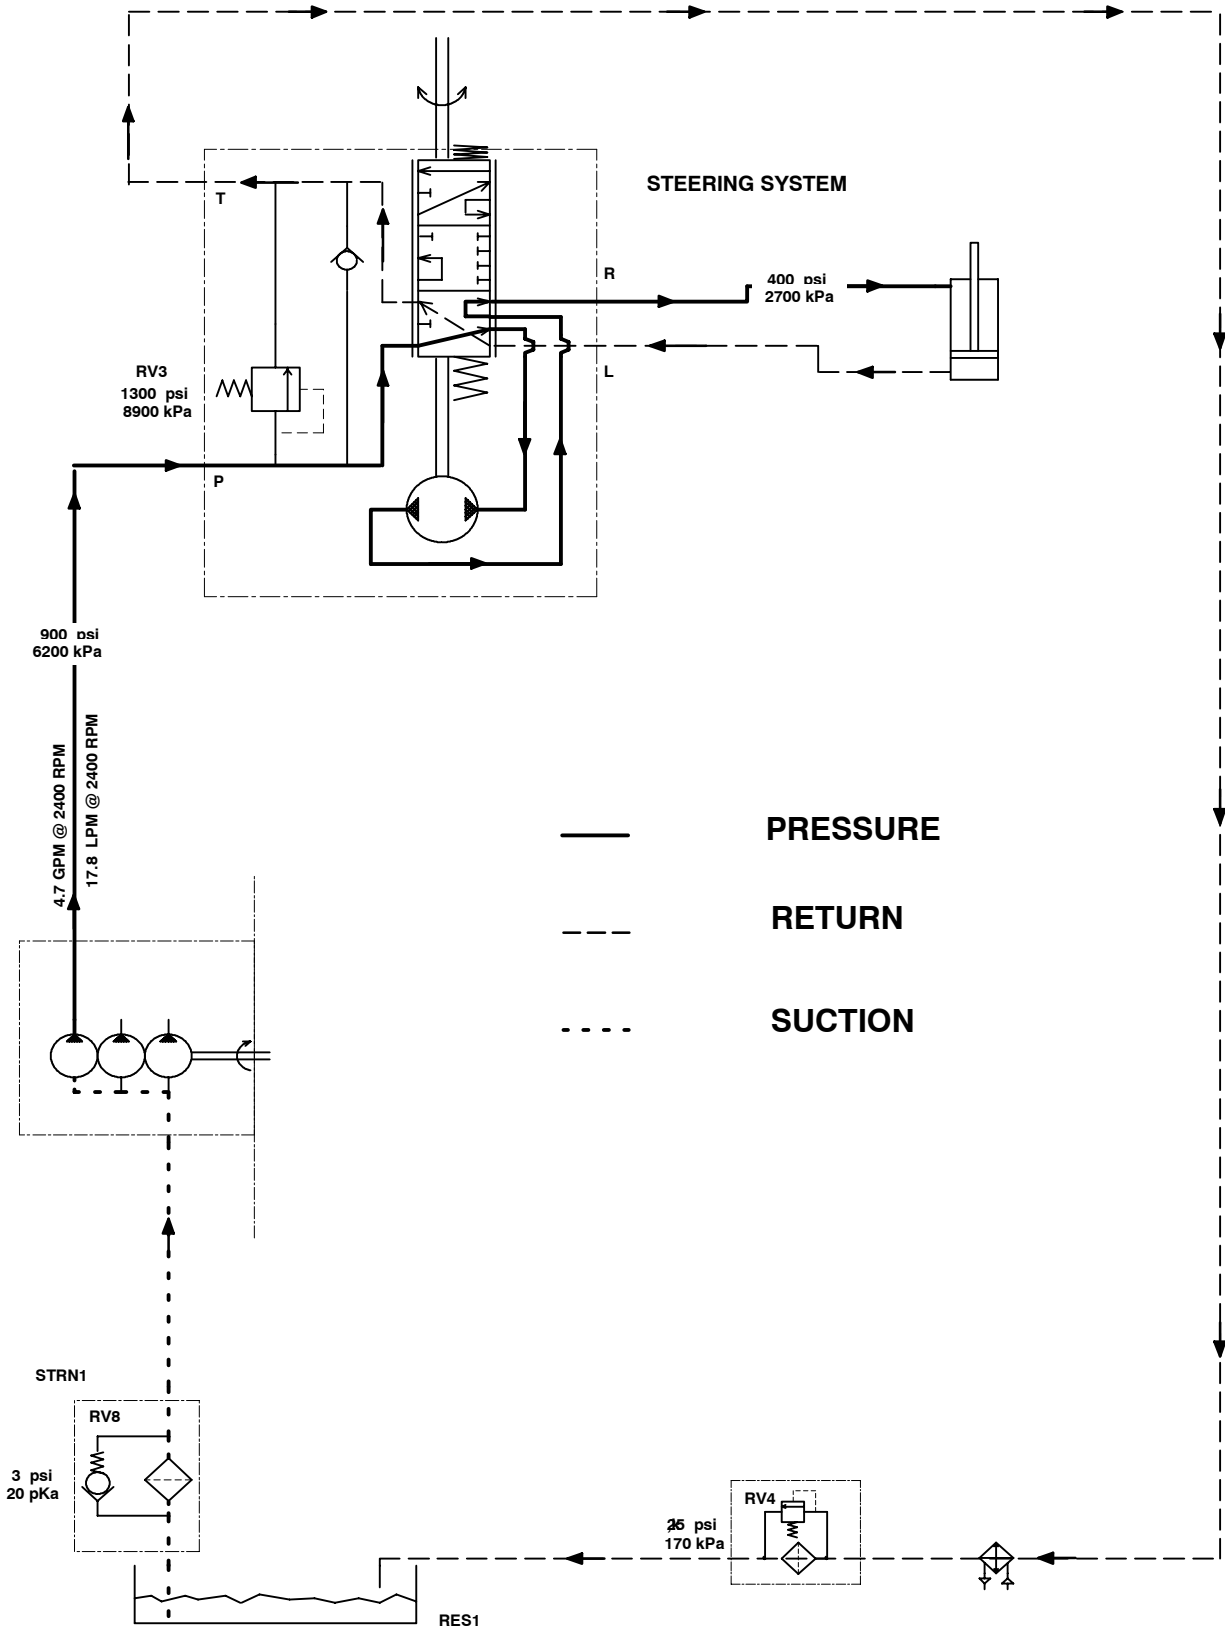 T
STEERING SYSTEM
R
400 psi
2700 kPa
L
RV3
1300 psi
8900 kPa
P
900 psi
6200 kPa
4.7 GPM @ 2400 RPM
17.8 LPM @ 2400 RPM
PRESSURE
RETURN
SUCTION
STRN1
RV8
3 psi
20 pKa
RV4
25 psi
170 kPa
RES1